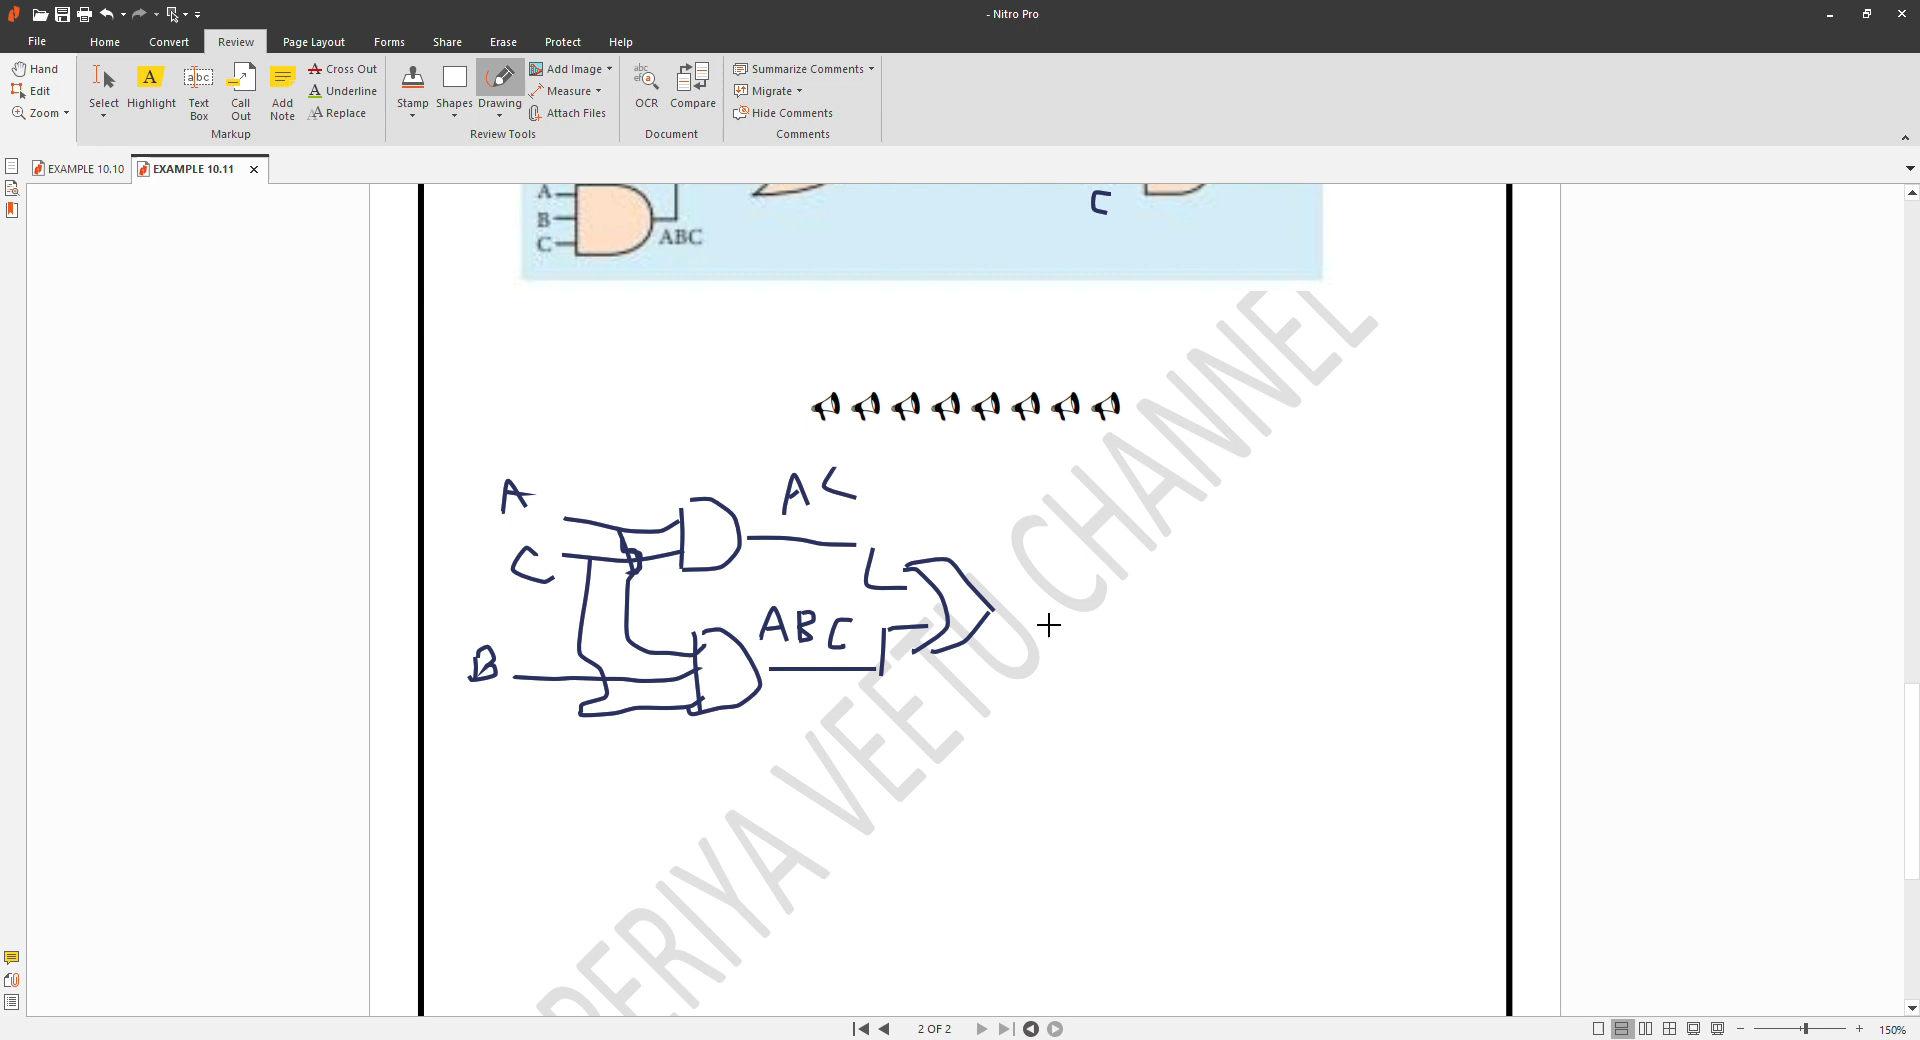 - Nitro Pro
File Home Convert Review Page Layout Forms Share Erase Protect Help
Hand
Edit
Zoom
Select
Highlight
Text Box
Call Out
Add Note
Cross Out
Underline
Replace
Markup
Stamp
Shapes
Drawing
Add Image
Measure
Attach Files
Review Tools
OCR
Compare
Document
Summarize Comments
Migrate
Hide Comments
Comments
EXAMPLE 10.10
EXAMPLE 10.11
A
B
C
ABC
C
A
C
B
AC
ABC
PERIYA VEETU CHANNEL
2 OF 2
150%